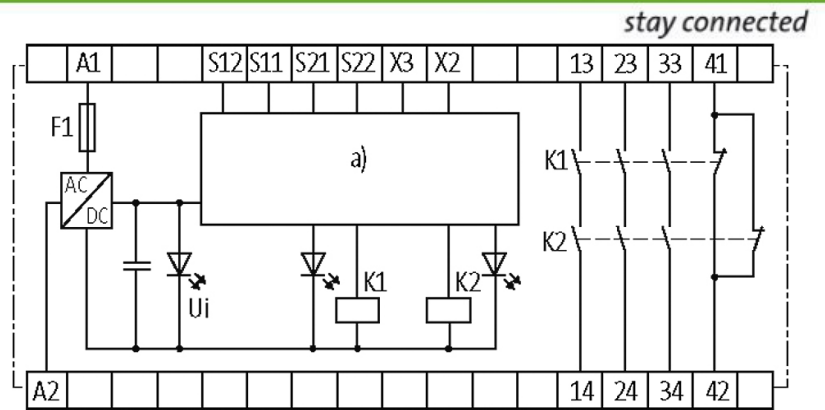 stay connected
A1 S12 S11 S21 S22 X3 X2 13 23 33 41
F1
a)
K1
AC
DC
K2
K1 K2
Ui
A2 14 24 34 42